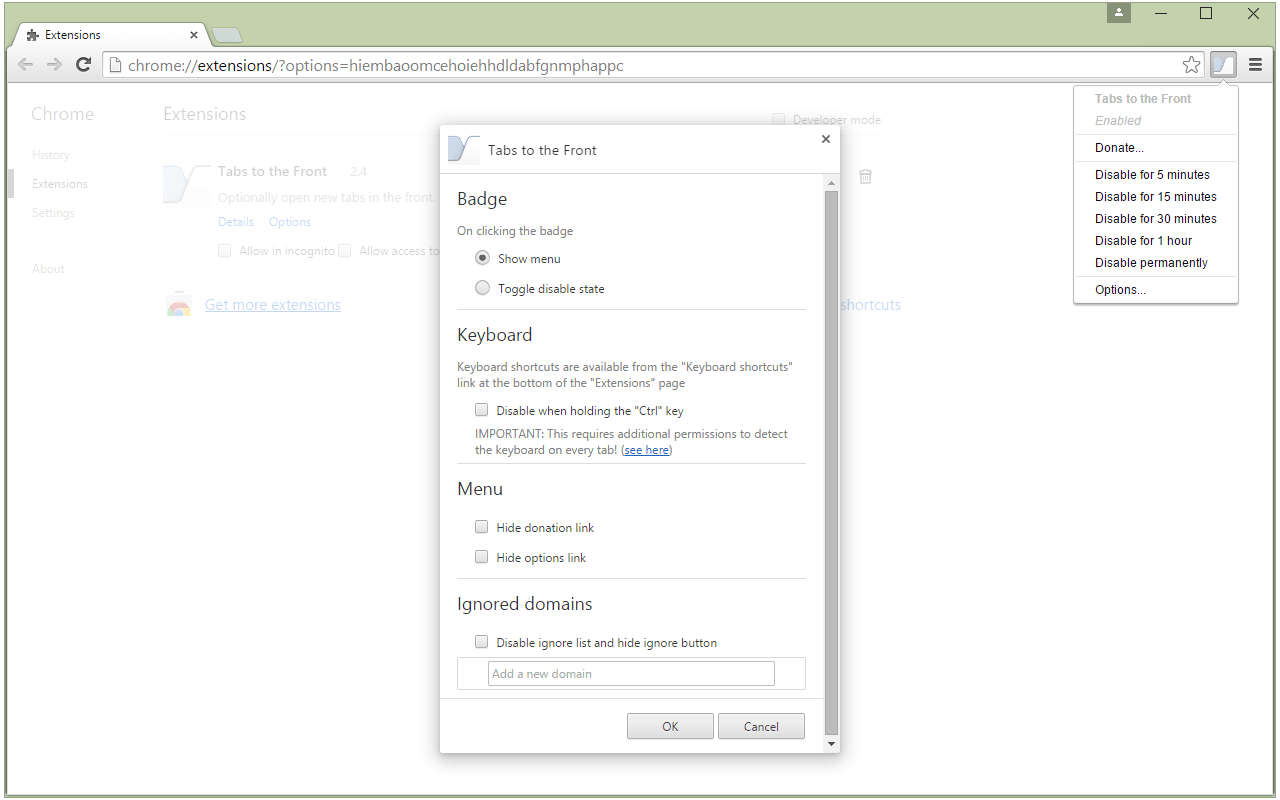 Extensions
chrome://extensions/?options=hiembaoomcehoiehhdldabfgnmphappc
Chrome
History
Extensions
Settings
About
Extensions
Developer mode
Tabs to the Front 2.4
Optionally open new tabs in the front.
Details Options
Allow in incognito Allow access to
Get more extensions
shortcuts
Tabs to the Front
Badge
On clicking the badge
Show menu
Toggle disable state
Keyboard
Keyboard shortcuts are available from the "Keyboard shortcuts"
link at the bottom of the "Extensions" page
Disable when holding the "Ctrl" key
IMPORTANT: This requires additional permissions to detect
the keyboard on every tab! (see here)
Menu
Hide donation link
Hide options link
Ignored domains
Disable ignore list and hide ignore button
Add a new domain
OK Cancel
Tabs to the Front
Enabled
Donate...
Disable for 5 minutes
Disable for 15 minutes
Disable for 30 minutes
Disable for 1 hour
Disable permanently
Options...